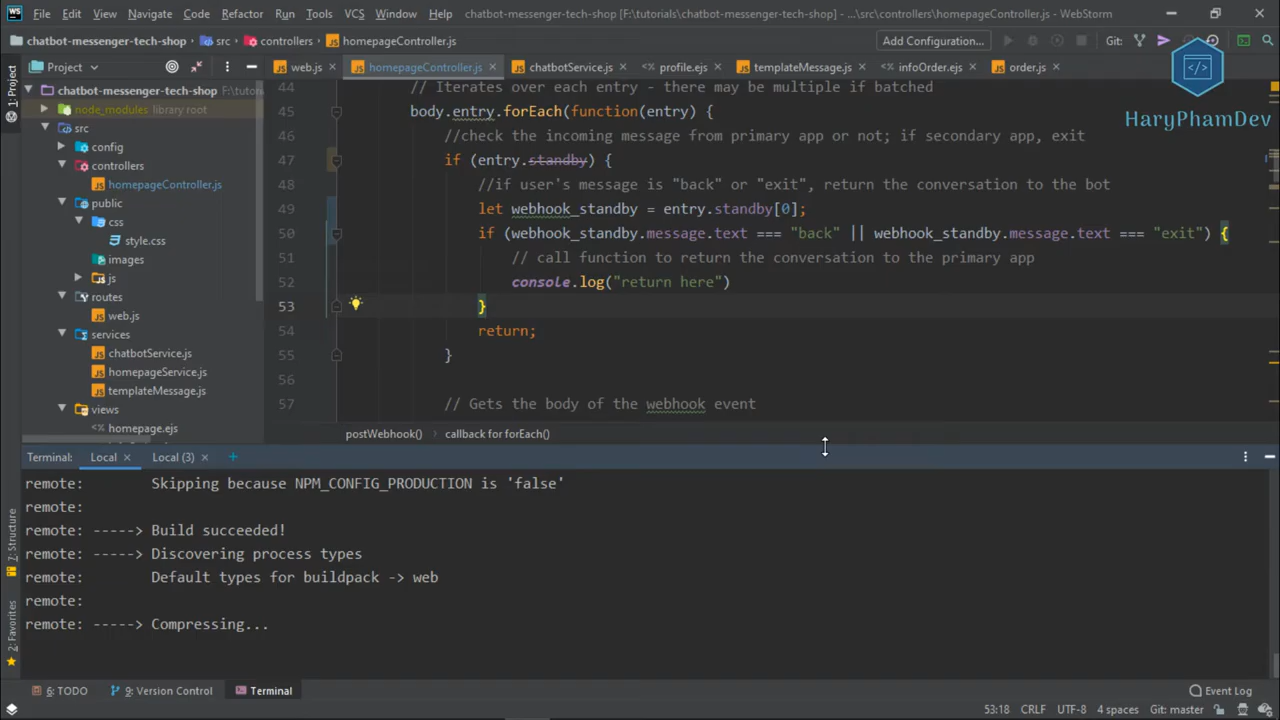 WS File Edit View Navigate Code Refactor Run Tools VCS Window Help chatbot-messenger-tech-shop [F:\tutorials\chatbot-messenger-tech-shop] - ...\src\controllers\homepageController.js - WebStorm
chatbot-messenger-tech-shop src controllers homepageController.js Add Configuration... Git:
HaryPhamDev
1: Project
Project
web.js homepageController.js chatbotService.js profile.ejs templateMessage.js infoOrder.ejs order.js
chatbot-messenger-tech-shop F:\tutori
node_modules library root
src
config
controllers
homepageController.js
public
css
style.css
images
js
routes
web.js
services
chatbotService.js
homepageService.js
templateMessage.js
views
homepage.ejs
44 // Iterates over each entry - there may be multiple if batched
45 body.entry.forEach(function(entry) {
46 //check the incoming message from primary app or not; if secondary app, exit
47 if (entry.standby) {
48 //if user's message is "back" or "exit", return the conversation to the bot
49 let webhook_standby = entry.standby[0];
50 if (webhook_standby.message.text === "back" || webhook_standby.message.text === "exit") {
51 // call function to return the conversation to the primary app
52 console.log("return here")
53 }
54 return;
55 }
56
57 // Gets the body of the webhook event
postWebhook() callback for forEach()
Terminal: Local Local (3) +
remote: Skipping because NPM_CONFIG_PRODUCTION is 'false'
remote:
remote: -----> Build succeeded!
remote: -----> Discovering process types
remote: Default types for buildpack -> web
remote:
remote: -----> Compressing...
7: Structure
2: Favorites
6: TODO 9: Version Control Terminal Event Log
53:18 CRLF UTF-8 4 spaces Git: master